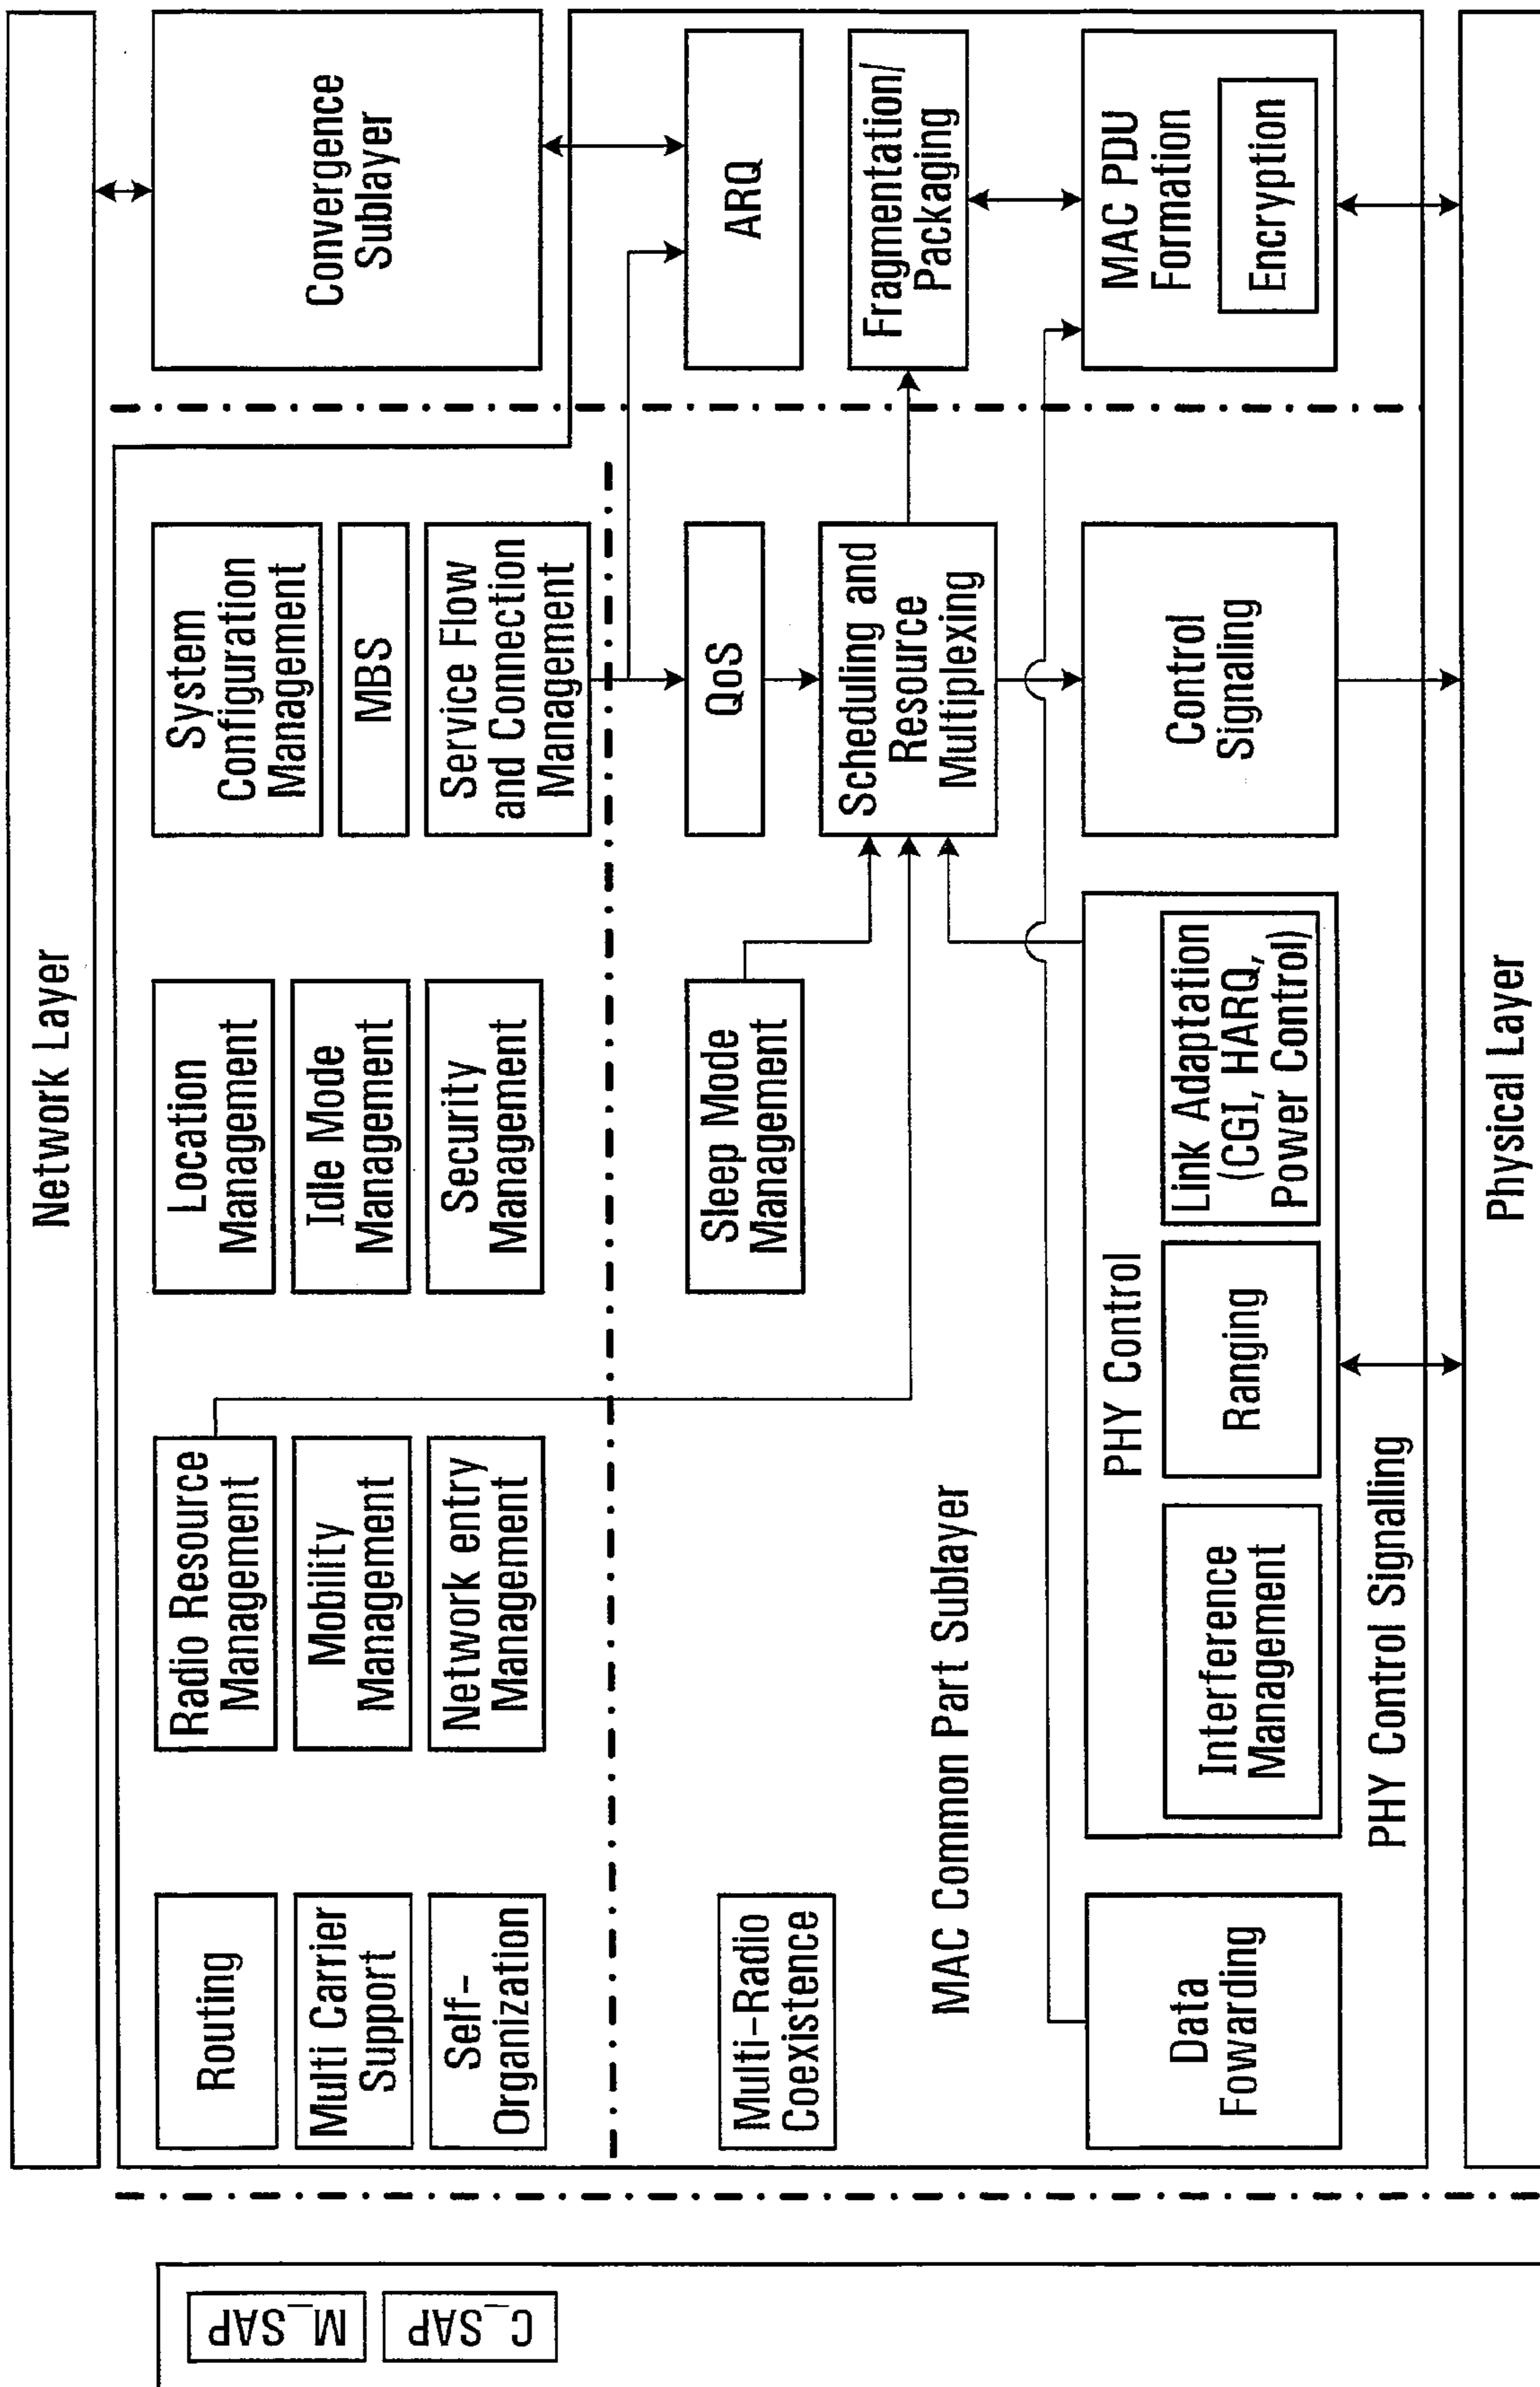 Network Layer
M_SAP
C_SAP
Routing
Multi Carrier
Support
Self-
Organization
Radio Resource
Management
Mobility
Management
Network entry
Management
Location
Management
Idle Mode
Management
Security
Management
System
Configuration
Management
MBS
Service Flow
and Connection
Management
Convergence
Sublayer
Multi-Radio
Coexistence
Sleep Mode
Management
QoS
Scheduling and
Resource
Multiplexing
ARQ
Fragmentation/
Packaging
MAC Common Part Sublayer
Data
Fowarding
PHY Control
Interference
Management
Ranging
Link Adaptation
(CGI, HARQ,
Power Control)
Control
Signaling
MAC PDU
Formation
Encryption
PHY Control Signalling
Physical Layer